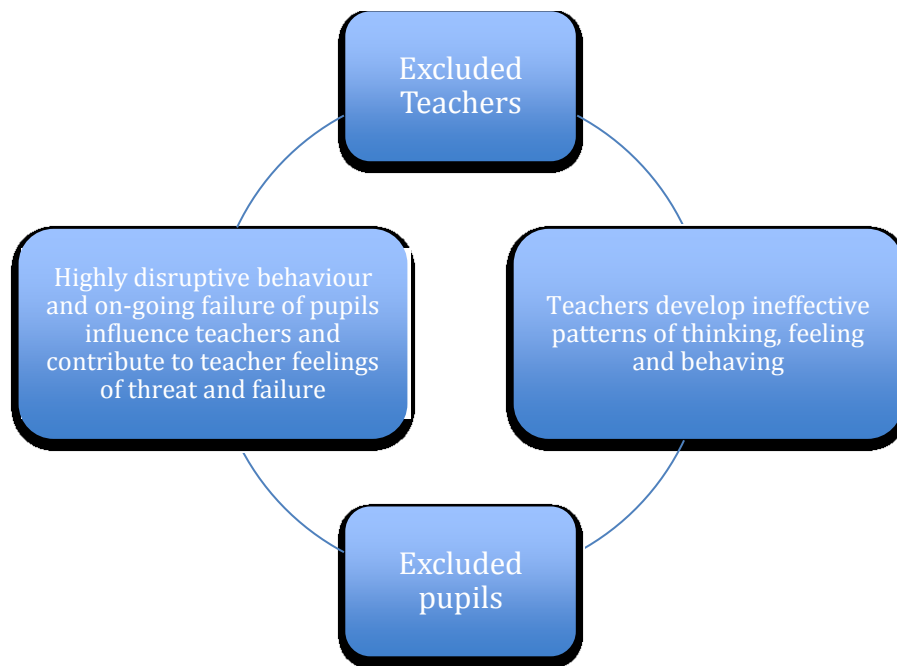 Excluded
Teachers
Highly disruptive behaviour
and on-going failure of pupils
influence teachers and
contribute to teacher feelings
of threat and failure
Teachers develop ineffective
patterns of thinking, feeling
and behaving
Excluded
pupils